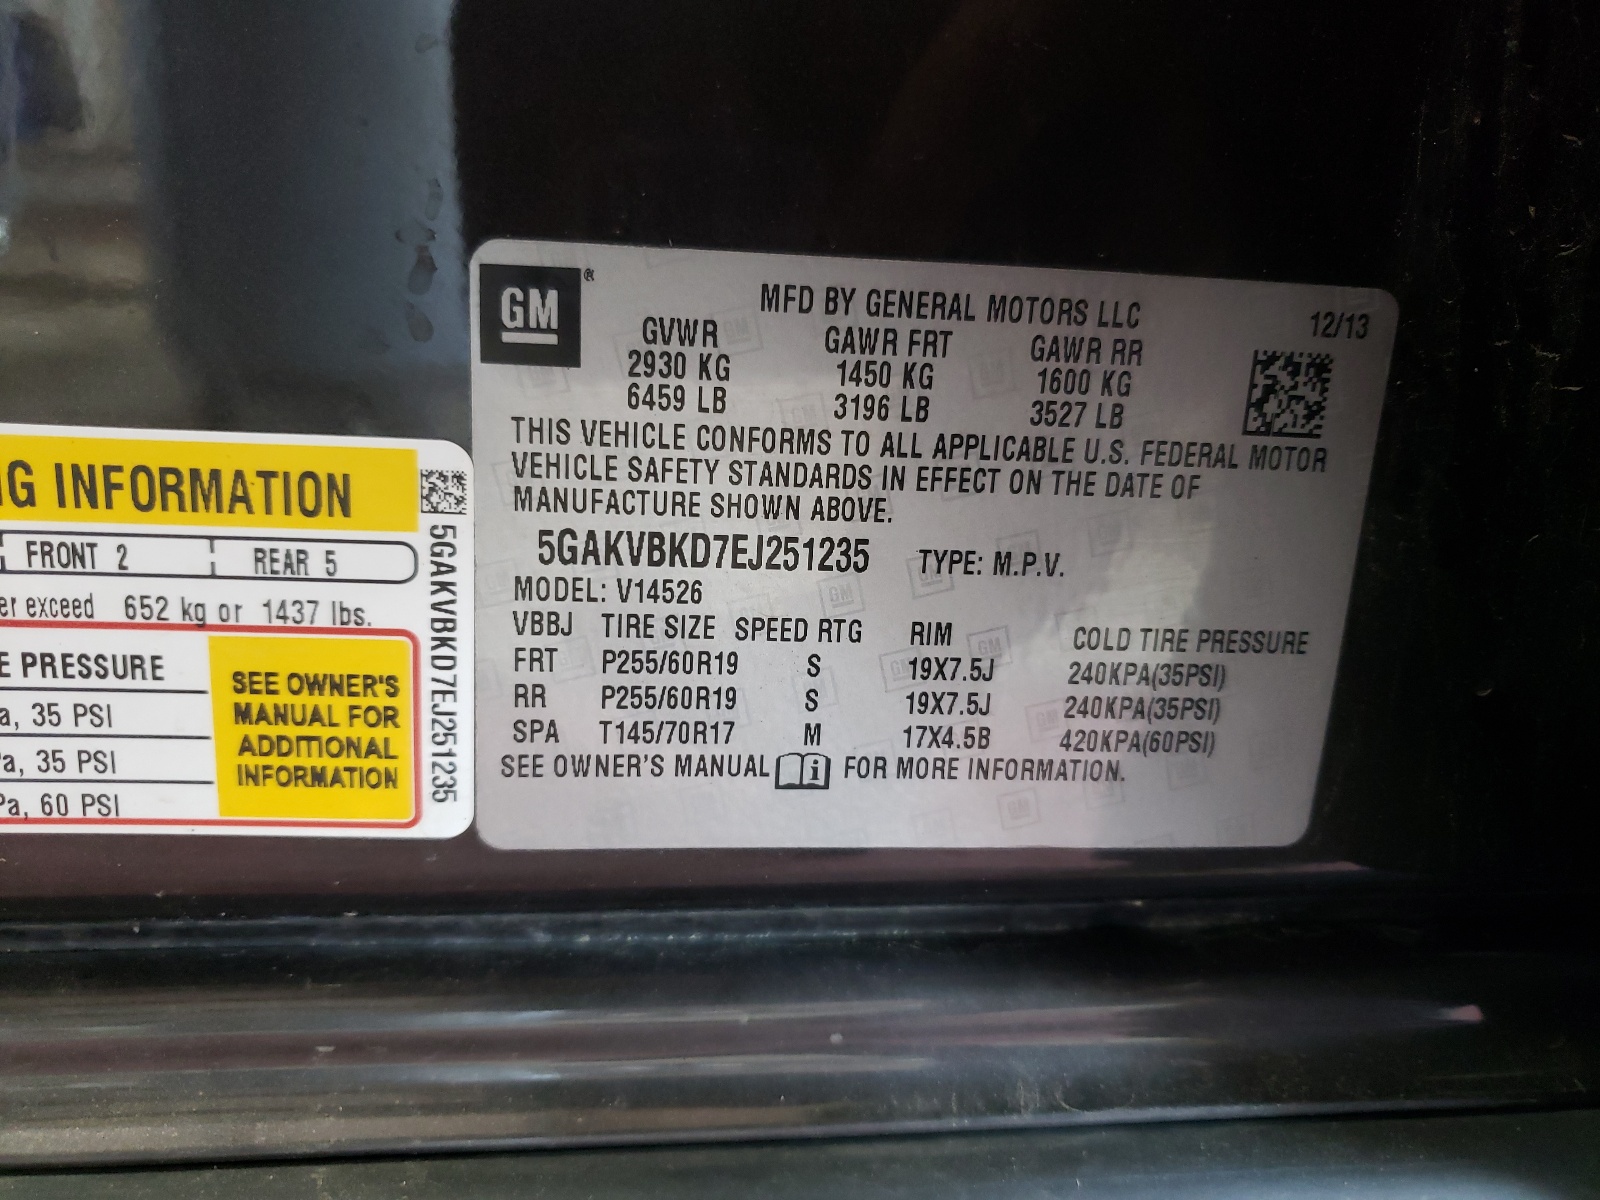 GM®
MFD BY GENERAL MOTORS LLC
12/13
GVWR GAWR FRT GAWR RR
2930 KG 1450 KG 1600 KG
6459 LB 3196 LB 3527 LB
THIS VEHICLE CONFORMS TO ALL APPLICABLE U.S. FEDERAL MOTOR
VEHICLE SAFETY STANDARDS IN EFFECT ON THE DATE OF
MANUFACTURE SHOWN ABOVE.
5GAKVBKD7EJ251235 TYPE: M.P.V.
MODEL: V14526
VBBJ TIRE SIZE SPEED RTG RIM COLD TIRE PRESSURE
FRT P255/60R19 S 19X7.5J 240KPA(35PSI)
RR P255/60R19 S 19X7.5J 240KPA(35PSI)
SPA T145/70R17 M 17X4.5B 420KPA(60PSI)
SEE OWNER'S MANUAL i FOR MORE INFORMATION.
NG INFORMATION
FRONT 2 REAR 5
er exceed 652 kg or 1437 lbs.
E PRESSURE
a, 35 PSI
Pa, 35 PSI
Pa, 60 PSI
SEE OWNER'S
MANUAL FOR
ADDITIONAL
INFORMATION
5GAKVBKD7EJ251235